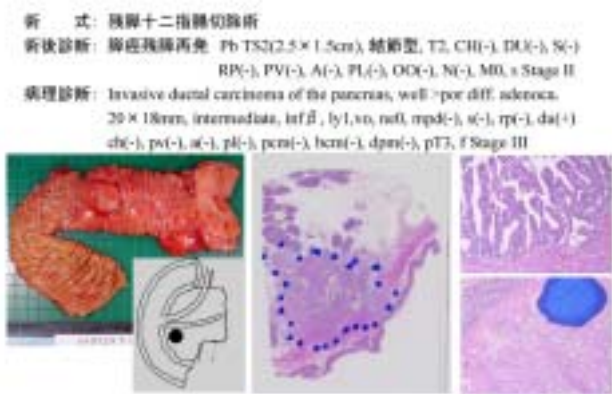 術　式: 残膵十二指腸切除術
術後診断: 膵癌残膵再発 Pb TS2(2.5×1.5cm), 結節型, T2, CH(-), DU(-), S(-)
RP(-), PV(-), A(-), PL(-), OO(-), N(-), M0, s Stage II
病理診断: Invasive ductal carcinoma of the pancreas, well >por diff. adenoca.
20×18mm, intermediate, infβ, ly1,vo, ne0, mpd(-), s(-), rp(-), du(+)
ch(-), pv(-), a(-), pl(-), pcm(-), bcm(-), dpm(-), pT3, f Stage III